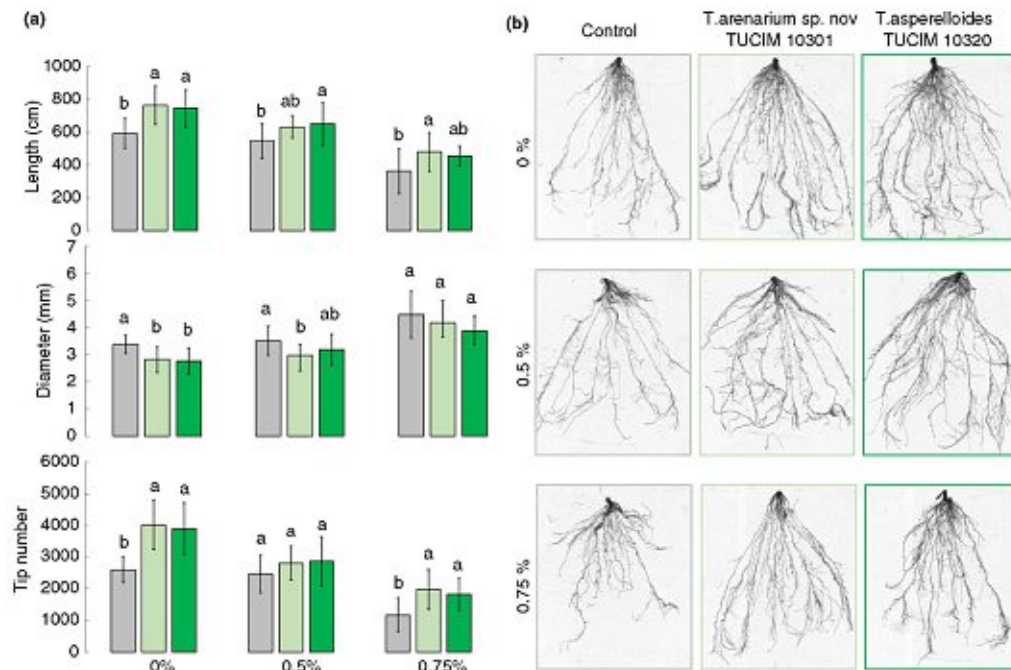 (a)
Length (cm)
1000
800
600
400
200
0
b
a
a
b
ab
a
b
a
ab
Diameter (mm)
7
6
5
4
3
2
1
0
a
b
b
a
b
ab
a
a
a
Tip number
6000
5000
4000
3000
2000
1000
0
b
a
a
a
a
a
b
a
a
0%
0.5%
0.75%
(b)
Control
T.arenarium sp. nov
TUCIM 10301
T.asperelloides
TUCIM 10320
0 %
0.5 %
0.75 %